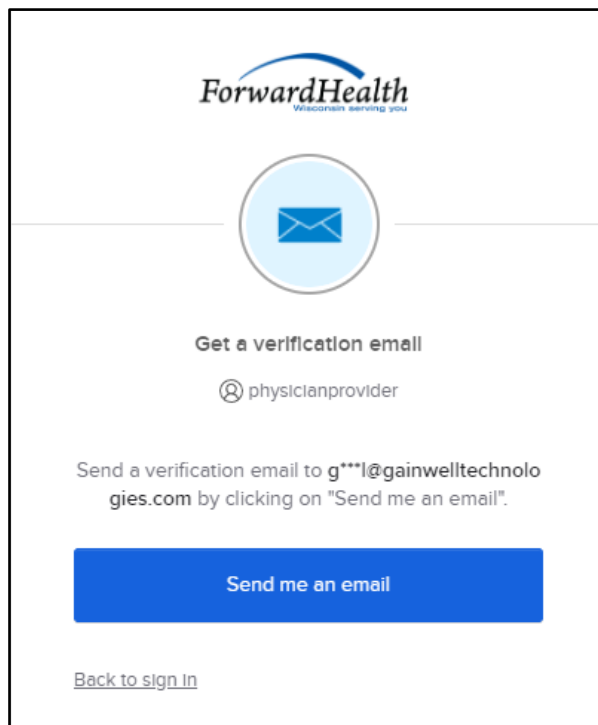 ForwardHealth
Wisconsin serving you
Get a verification email
physicianprovider
Send a verification email to g***l@gainwelltechnolo
gies.com by clicking on "Send me an email".
Send me an email
Back to sign in